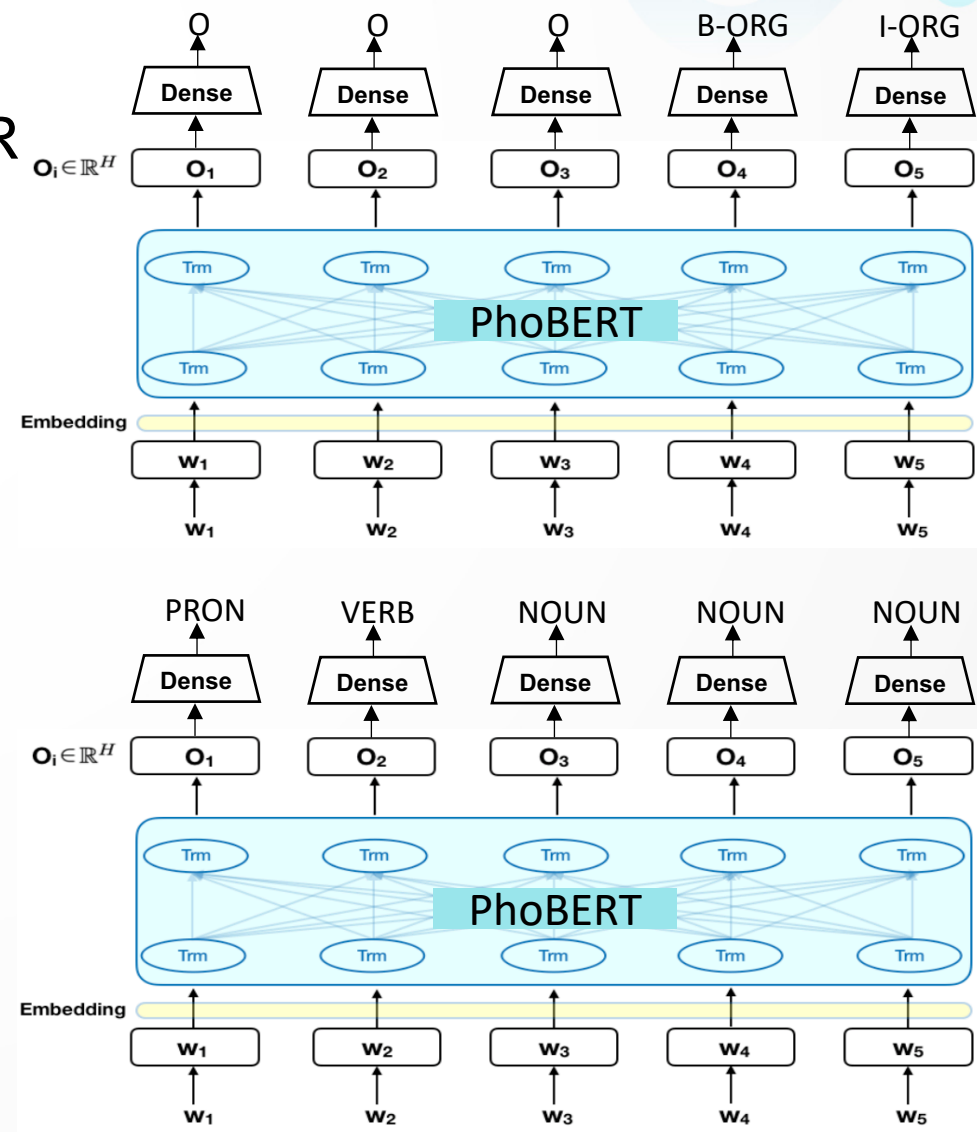 O O O B-ORG I-ORG
Dense Dense Dense Dense Dense
R
Oᵢ∈ℝᴴ O₁ O₂ O₃ O₄ O₅
Trm Trm Trm Trm Trm
PhoBERT
Trm Trm Trm Trm Trm
Embedding
w₁ w₂ w₃ w₄ w₅
w₁ w₂ w₃ w₄ w₅
PRON VERB NOUN NOUN NOUN
Dense Dense Dense Dense Dense
Oᵢ∈ℝᴴ O₁ O₂ O₃ O₄ O₅
Trm Trm Trm Trm Trm
PhoBERT
Trm Trm Trm Trm Trm
Embedding
w₁ w₂ w₃ w₄ w₅
w₁ w₂ w₃ w₄ w₅